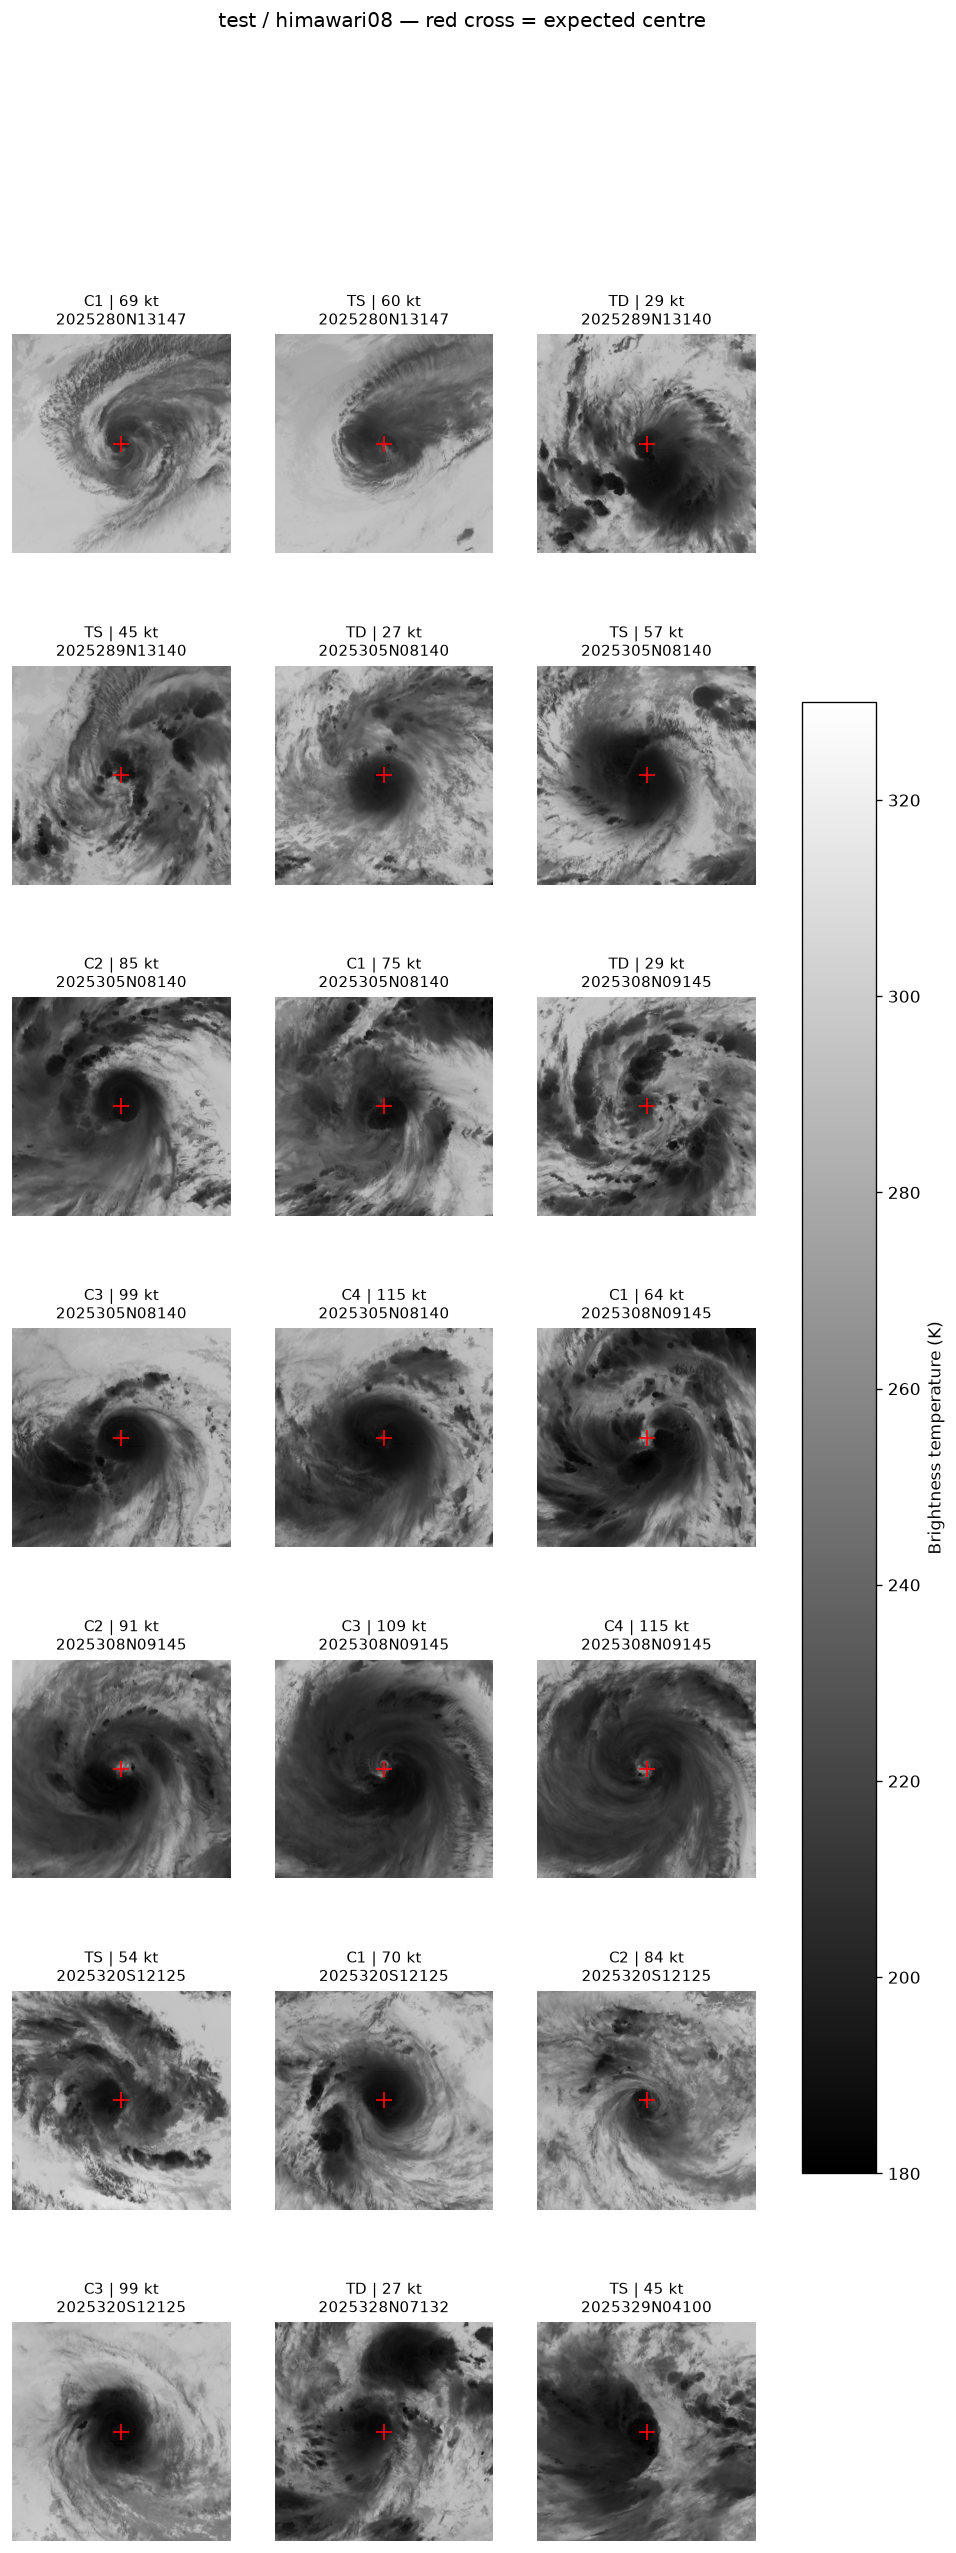 test / himawari08 — red cross = expected centre
C1 | 69 kt
2025280N13147
TS | 60 kt
2025280N13147
TD | 29 kt
2025289N13140
TS | 45 kt
2025289N13140
TD | 27 kt
2025305N08140
TS | 57 kt
2025305N08140
C2 | 85 kt
2025305N08140
C1 | 75 kt
2025305N08140
TD | 29 kt
2025308N09145
C3 | 99 kt
2025305N08140
C4 | 115 kt
2025305N08140
C1 | 64 kt
2025308N09145
C2 | 91 kt
2025308N09145
C3 | 109 kt
2025308N09145
C4 | 115 kt
2025308N09145
TS | 54 kt
2025320S12125
C1 | 70 kt
2025320S12125
C2 | 84 kt
2025320S12125
C3 | 99 kt
2025320S12125
TD | 27 kt
2025328N07132
TS | 45 kt
2025329N04100
320
300
280
260
240
220
200
180
Brightness temperature (K)